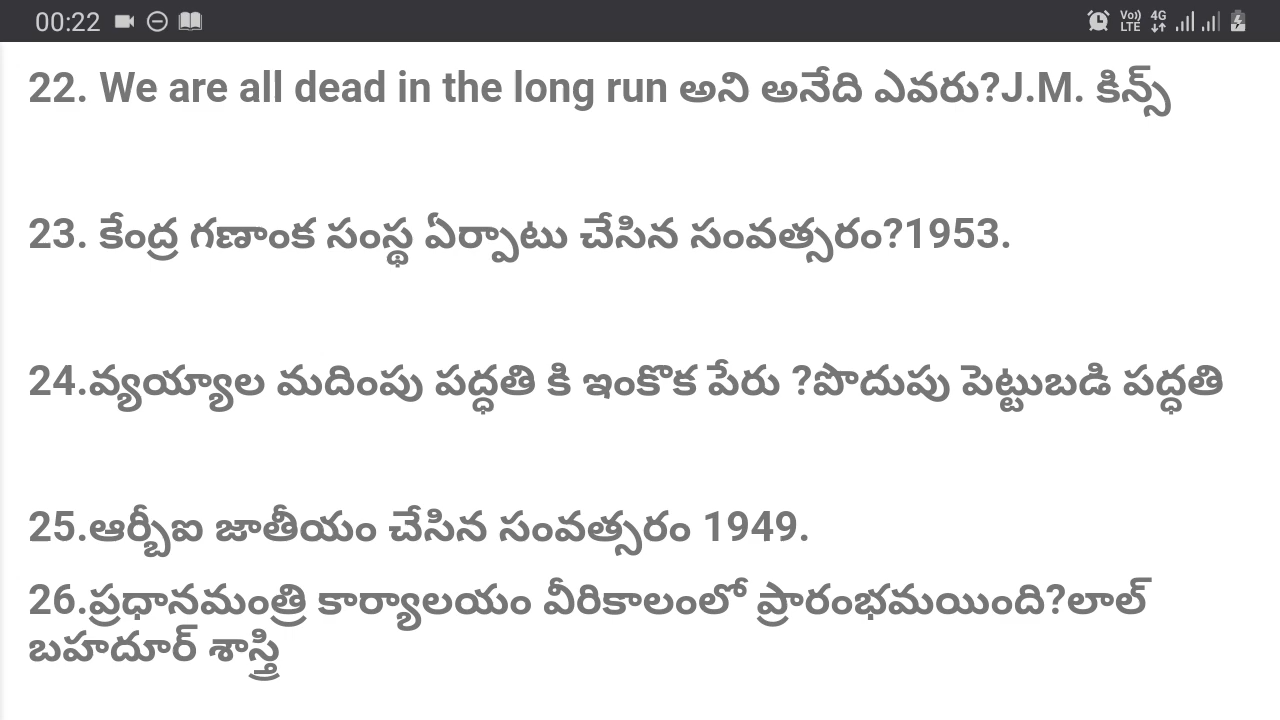 00:22 Vo) LTE 4G
22. We are all dead in the long run అని అనేది ఎవరు?J.M. కిన్స్
23. కేంద్ర గణాంక సంస్థ ఏర్పాటు చేసిన సంవత్సరం?1953.
24.వ్యయ్యాల మదింపు పద్ధతి కి ఇంకొక పేరు ?పొదుపు పెట్టుబడి పద్ధతి
25.ఆర్బీఐ జాతీయం చేసిన సంవత్సరం 1949.
26.ప్రధానమంత్రి కార్యాలయం వీరికాలంలో ప్రారంభమయింది?లాల్
బహదూర్ శాస్త్రి